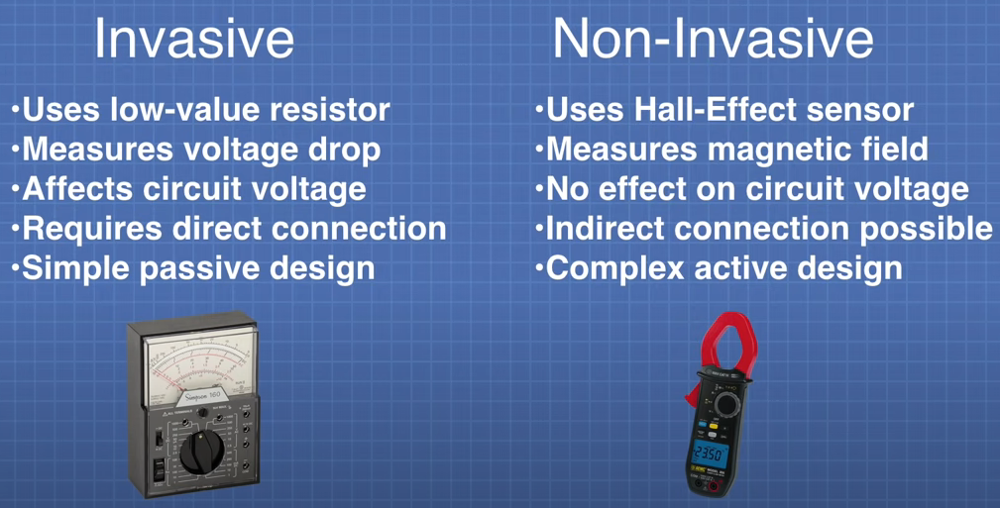 Invasive
•Uses low-value resistor
•Measures voltage drop
•Affects circuit voltage
•Requires direct connection
•Simple passive design
Simpson 160
Non-Invasive
•Uses Hall-Effect sensor
•Measures magnetic field
•No effect on circuit voltage
•Indirect connection possible
•Complex active design
23.50